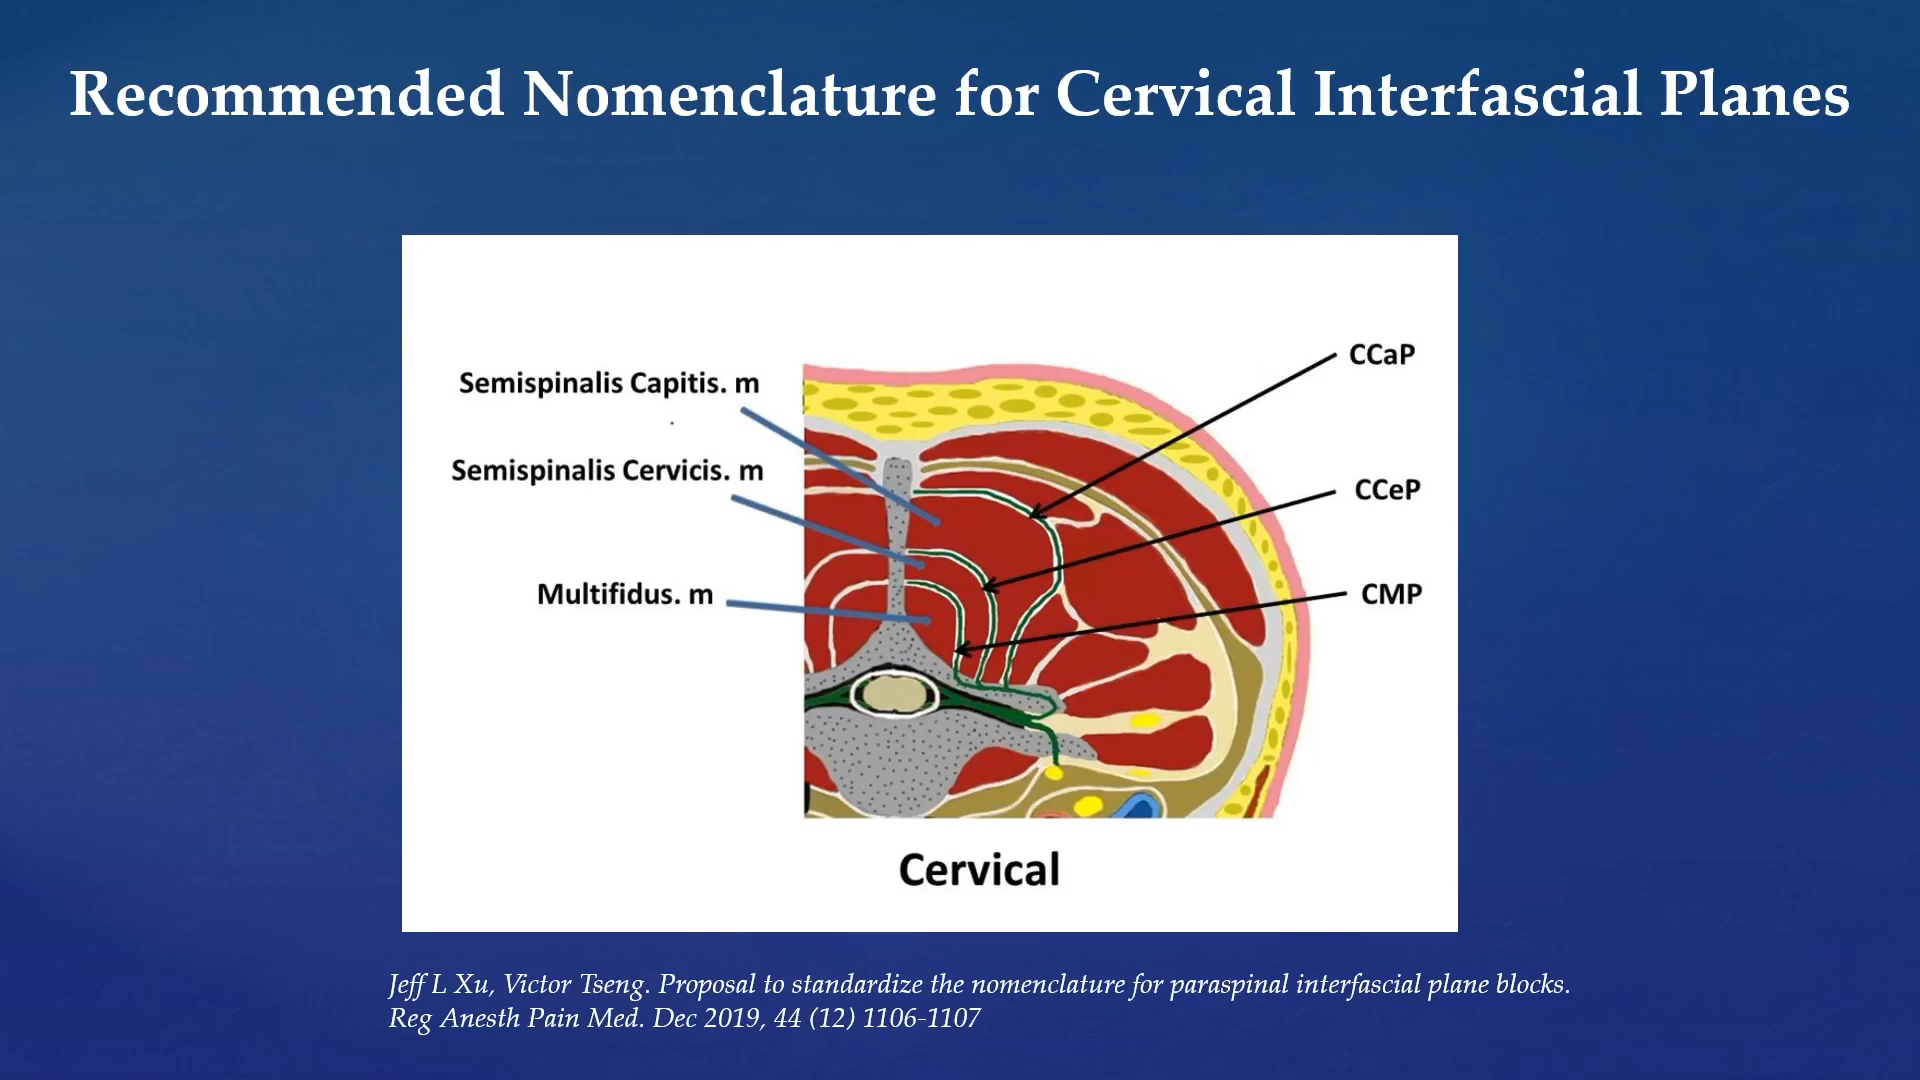 Recommended Nomenclature for Cervical Interfascial Planes
Semispinalis Capitis. m
Semispinalis Cervicis. m
Multifidus. m
CCaP
CCeP
CMP
Cervical
Jeff L Xu, Victor Tseng. Proposal to standardize the nomenclature for paraspinal interfascial plane blocks.
Reg Anesth Pain Med. Dec 2019, 44 (12) 1106-1107